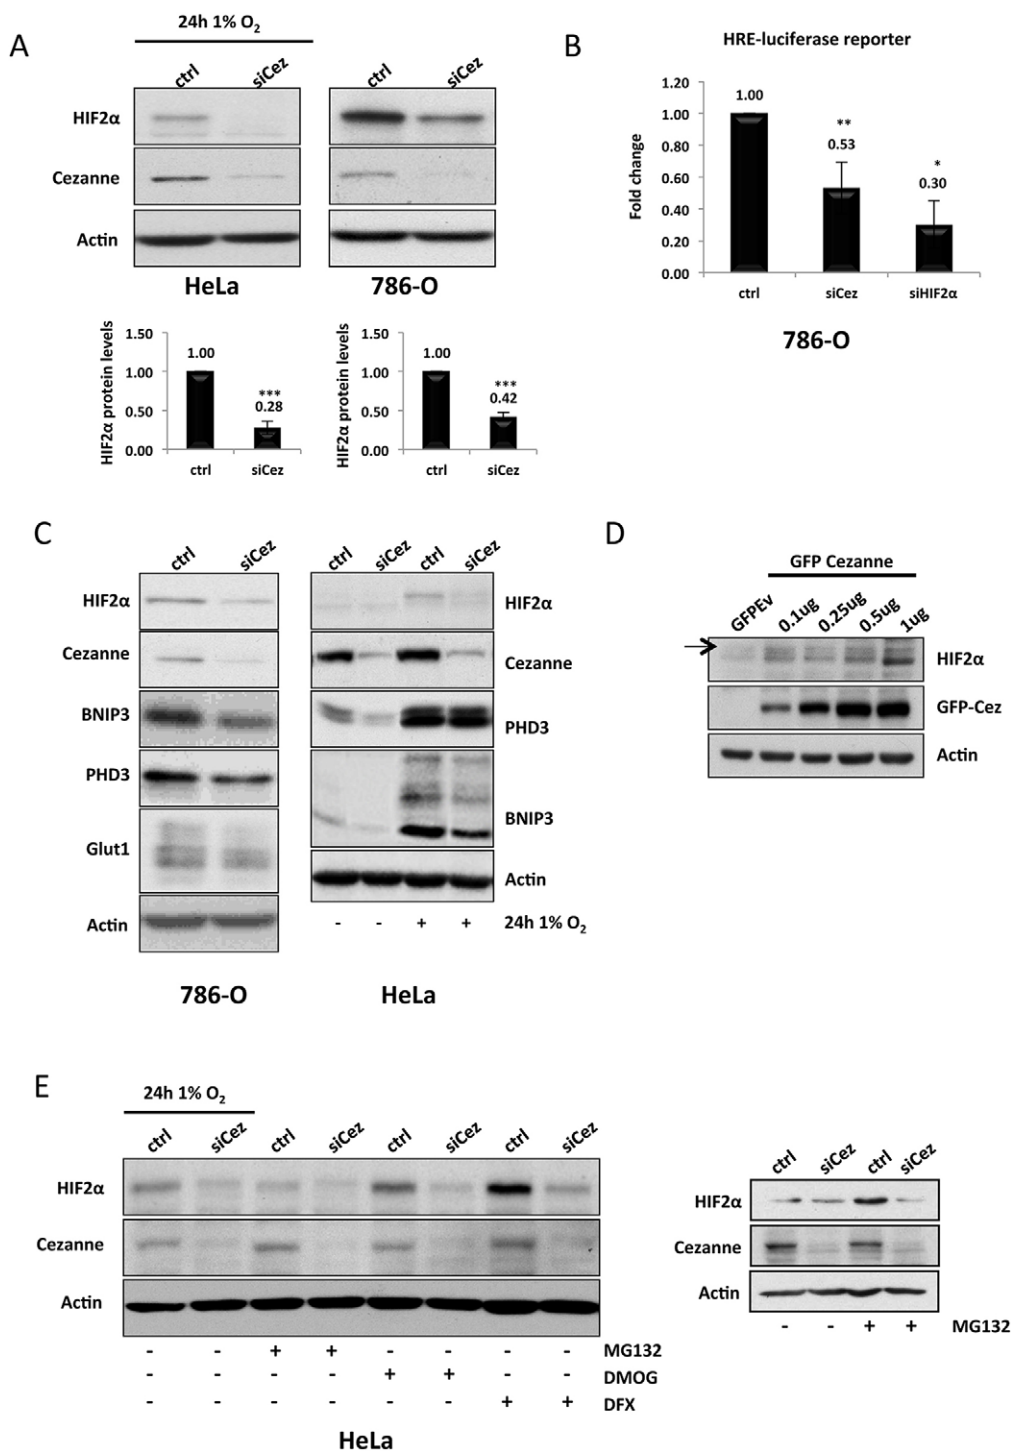 A
24h 1% O2
ctrl siCez ctrl siCez
HIF2α
Cezanne
Actin
HeLa 786-O
HIF2α protein levels
1.50
1.00
0.50
0.00
1.00
***
0.28
ctrl siCez
HIF2α protein levels
1.50
1.00
0.50
0.00
1.00
***
0.42
ctrl siCez
B
HRE-luciferase reporter
Fold change
1.20
1.00
0.80
0.60
0.40
0.20
0.00
1.00
**
0.53
*
0.30
ctrl siCez siHIF2α
786-O
C
ctrl siCez
HIF2α
Cezanne
BNIP3
PHD3
Glut1
Actin
786-O
ctrl siCez ctrl siCez
HIF2α
Cezanne
PHD3
BNIP3
Actin
- - + + 24h 1% O2
HeLa
D
GFP Cezanne
GFPEv 0.1ug 0.25ug 0.5ug 1ug
HIF2α
GFP-Cez
Actin
E
24h 1% O2
ctrl siCez ctrl siCez ctrl siCez ctrl siCez
HIF2α
Cezanne
Actin
- - + + - - - - MG132
- - - - + + - - DMOG
- - - - - - + + DFX
HeLa
ctrl siCez ctrl siCez
HIF2α
Cezanne
Actin
- - + + MG132